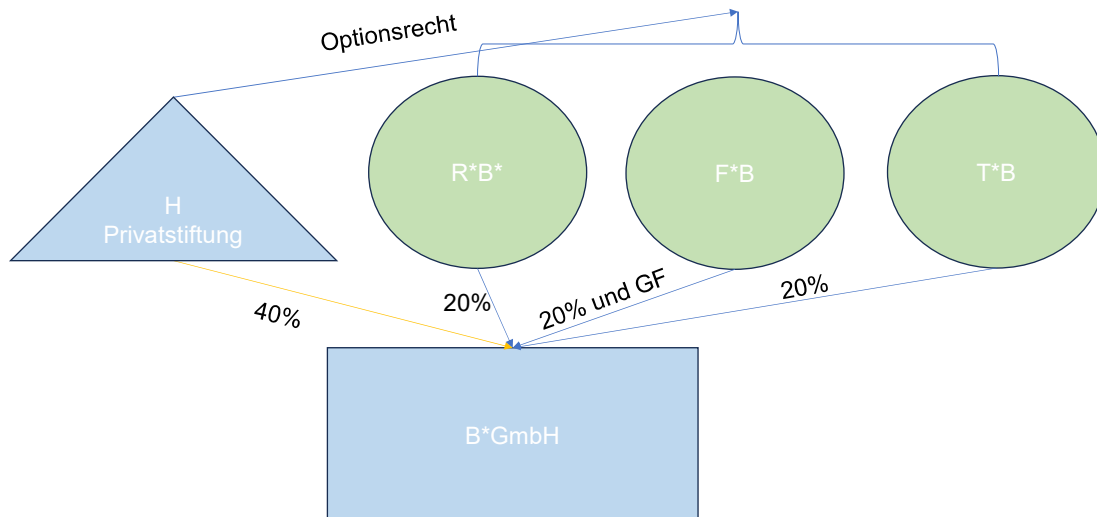 Optionsrecht
H
Privatstiftung
R*B*
F*B
T*B
40%
20%
20% und GF
20%
B*GmbH